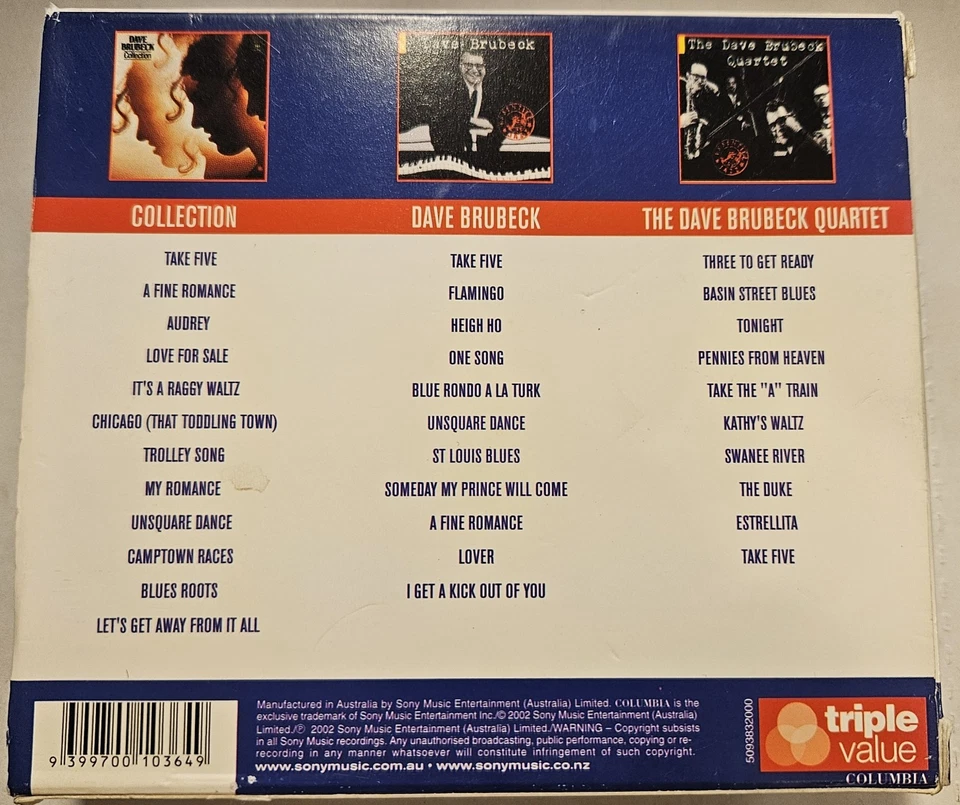 DAVE
BRUBECK
Collection
Dave Brubeck
The Dave Brubeck
Quartet
COLLECTION
TAKE FIVE
A FINE ROMANCE
AUDREY
LOVE FOR SALE
IT'S A RAGGY WALTZ
CHICAGO (THAT TODDLING TOWN)
TROLLEY SONG
MY ROMANCE
UNSQUARE DANCE
CAMPTOWN RACES
BLUES ROOTS
LET'S GET AWAY FROM IT ALL
DAVE BRUBECK
TAKE FIVE
FLAMINGO
HEIGH HO
ONE SONG
BLUE RONDO A LA TURK
UNSQUARE DANCE
ST LOUIS BLUES
SOMEDAY MY PRINCE WILL COME
A FINE ROMANCE
LOVER
I GET A KICK OUT OF YOU
THE DAVE BRUBECK QUARTET
THREE TO GET READY
BASIN STREET BLUES
TONIGHT
PENNIES FROM HEAVEN
TAKE THE "A" TRAIN
KATHY'S WALTZ
SWANEE RIVER
THE DUKE
ESTRELLITA
TAKE FIVE
9 399700 103649
Manufactured in Australia by Sony Music Entertainment (Australia) Limited. COLUMBIA is the
exclusive trademark of Sony Music Entertainment Inc./© 2002 Sony Music Entertainment (Australia)
Limited./℗ 2002 Sony Music Entertainment (Australia) Limited./WARNING – Copyright subsists
in all Sony Music recordings. Any unauthorised broadcasting, public performance, copying or re-
recording in any manner whatsoever will constitute infringement of such copyright.
www.sonymusic.com.au • www.sonymusic.co.nz
5093832000
triple
value
COLUMBIA